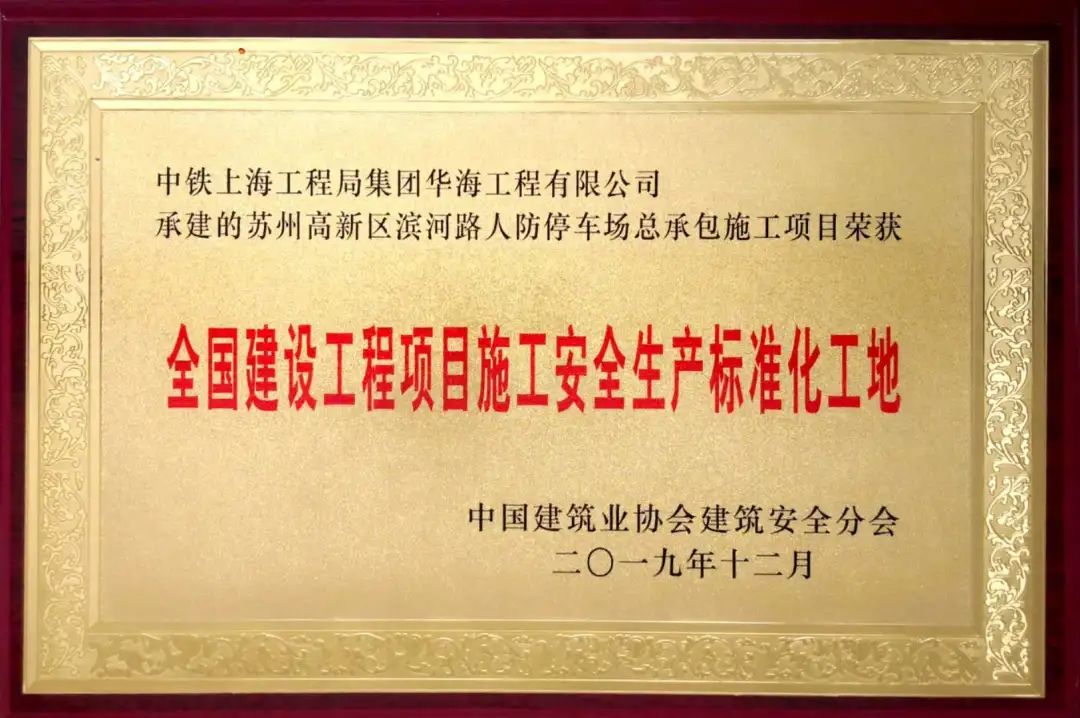 中铁上海工程局集团华海工程有限公司
承建的苏州高新区滨河路人防停车场总承包施工项目荣获
全国建设工程项目施工安全生产标准化工地
中国建筑业协会建筑安全分会
二〇一九年十二月